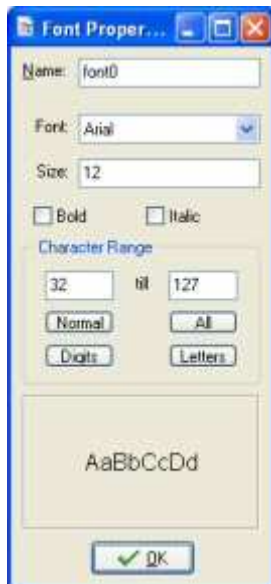 Font Proper...
Name: font0
Font: Arial
Size: 12
Bold Italic
Character Range
32 till 127
Normal All
Digits Letters
AaBbCcDd
OK